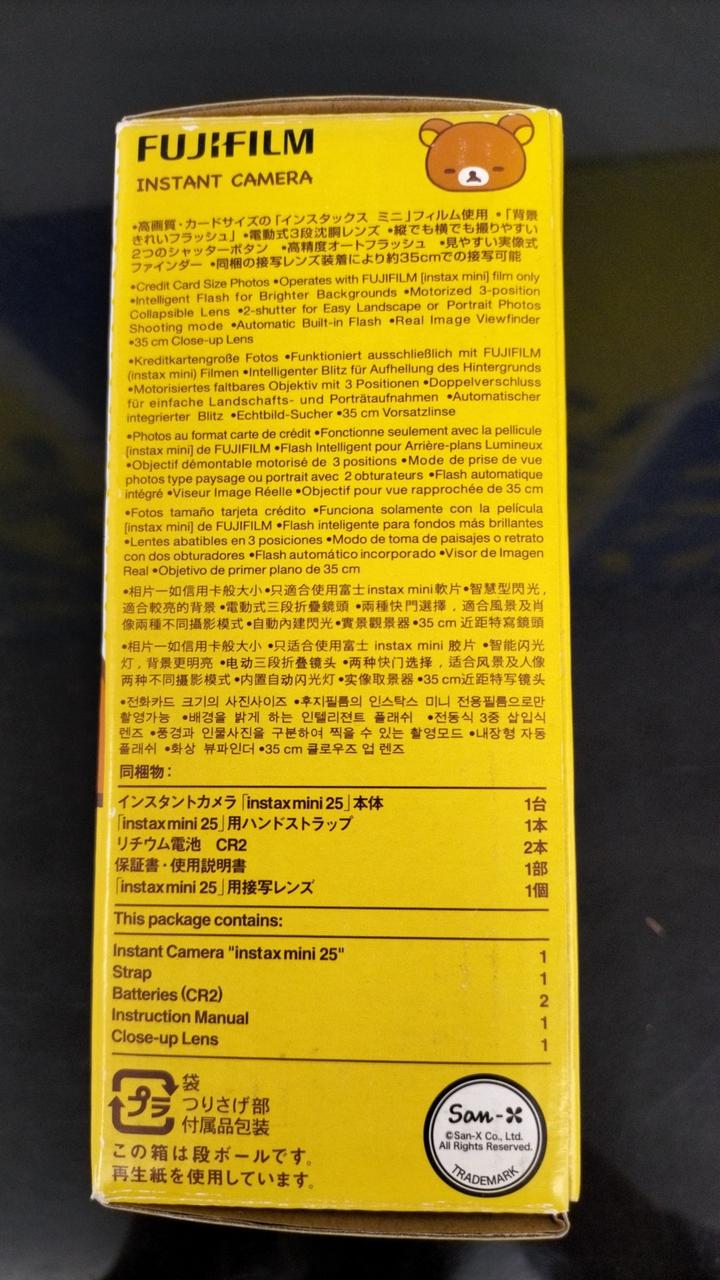 FUJIFILM
INSTANT CAMERA
•高画質・カードサイズの「インスタックス ミニ」フィルム使用 •「背景
きれいフラッシュ」 •電動式3段沈胴レンズ •縦でも横でも撮りやすい
2つのシャッターボタン •高精度オートフラッシュ •見やすい実像式
ファインダー •同梱の接写レンズ装着により約35cmでの接写可能
•Credit Card Size Photos •Operates with FUJIFILM [instax mini] film only
•Intelligent Flash for Brighter Backgrounds •Motorized 3-position
Collapsible Lens •2-shutter for Easy Landscape or Portrait Photos
Shooting mode •Automatic Built-in Flash •Real Image Viewfinder
•35 cm Close-up Lens
•Kreditkartengroße Fotos •Funktioniert ausschließlich mit FUJIFILM
(instax mini) Filmen •Intelligenter Blitz für Aufhellung des Hintergrunds
•Motorisiertes faltbares Objektiv mit 3 Positionen •Doppelverschluss
für einfache Landschafts- und Porträtaufnahmen •Automatischer
integrierter Blitz •Echtbild-Sucher •35 cm Vorsatzlinse
•Photos au format carte de crédit •Fonctionne seulement avec la pellicule
[instax mini] de FUJIFILM •Flash Intelligent pour Arrière-plans Lumineux
•Objectif démontable motorisé de 3 positions •Mode de prise de vue
photos type paysage ou portrait avec 2 obturateurs •Flash automatique
intégré •Viseur Image Réelle •Objectif pour vue rapprochée de 35 cm
•Fotos tamaño tarjeta crédito •Funciona solamente con la película
[instax mini] de FUJIFILM •Flash inteligente para fondos más brillantes
•Lentes abatibles en 3 posiciones •Modo de toma de paisajes o retrato
con dos obturadores •Flash automático incorporado •Visor de Imagen
Real •Objetivo de primer plano de 35 cm
•相片一如信用卡般大小 •只適合使用富士 instax mini 軟片 •智慧型閃光,
適合較亮的背景 •電動式三段折疊鏡頭 •兩種快門選擇,適合風景及肖
像兩種不同攝影模式 •自動內建閃光 •實景觀景器 •35 cm 近距特寫鏡頭
•相片一如信用卡般大小 •只适合使用富士 instax mini 胶片 •智能闪光
灯,背景更明亮 •电动三段折叠镜头 •两种快门选择,适合风景及人像
两种不同攝影模式 •内置自动闪光灯 •实像取景器 •35 cm近距特写镜头
•전화카드 크기의 사진사이즈 •후지필름의 인스탁스 미니 전용필름으로만
촬영가능 •배경을 밝게 하는 인텔리젼트 플래쉬 •전동식 3중 삽입식
렌즈 •풍경과 인물사진을 구분하여 찍을 수 있는 촬영모드 •내장형 자동
플래쉬 •화상 뷰파인더 •35 cm 클로우즈 업 렌즈
同梱物:
インスタントカメラ「instax mini 25」本体 1台
「instax mini 25」用ハンドストラップ 1本
リチウム電池 CR2 2本
保証書・使用説明書 1部
「instax mini 25」用接写レンズ 1個
This package contains:
Instant Camera "instax mini 25" 1
Strap 1
Batteries (CR2) 2
Instruction Manual 1
Close-up Lens 1
プラ
袋
つりさげ部
付属品包装
この箱は段ボールです。
再生紙を使用しています。
San-X
©San-X Co., Ltd.
All Rights Reserved.
TRADEMARK